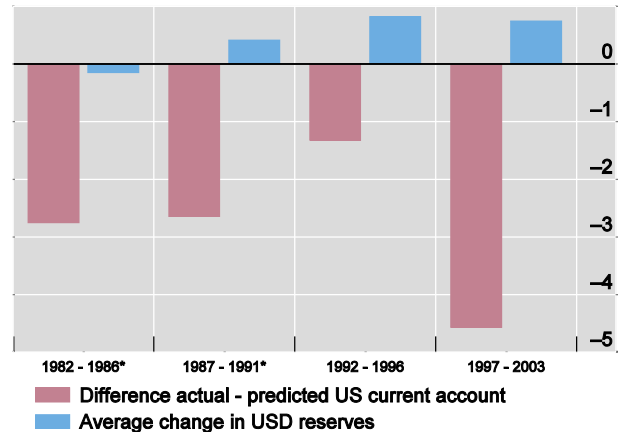 0
–1
–2
–3
–4
–5
1982 - 1986* 1987 - 1991* 1992 - 1996 1997 - 2003
Difference actual - predicted US current account
Average change in USD reserves